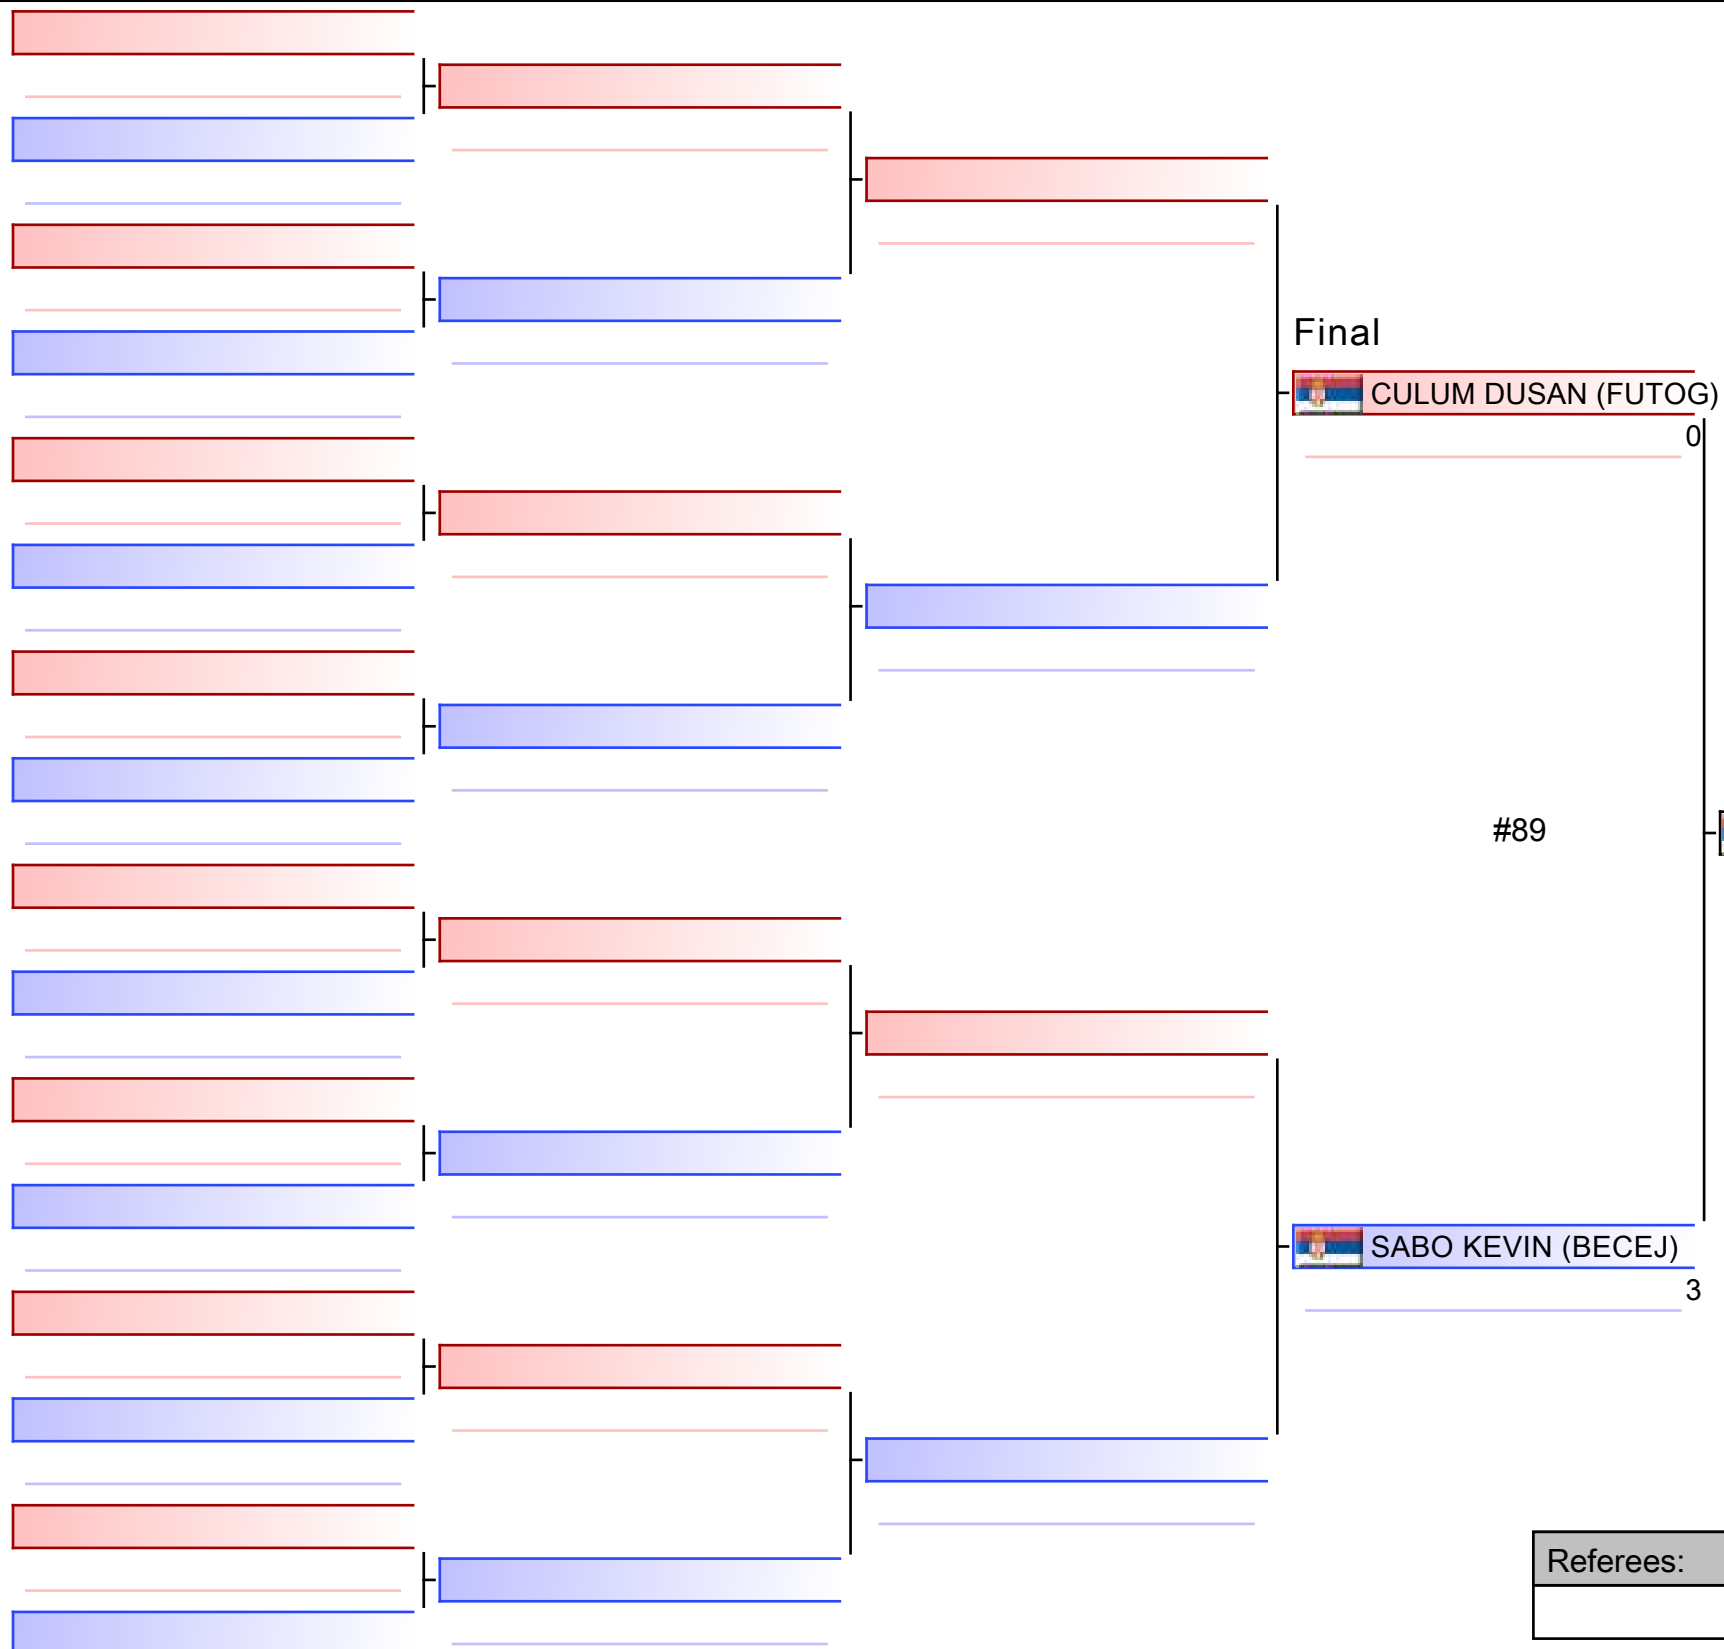 Final
CULUM DUSAN (FUTOG)
0
#89
SABO KEVIN (BECEJ)
3
Referees: